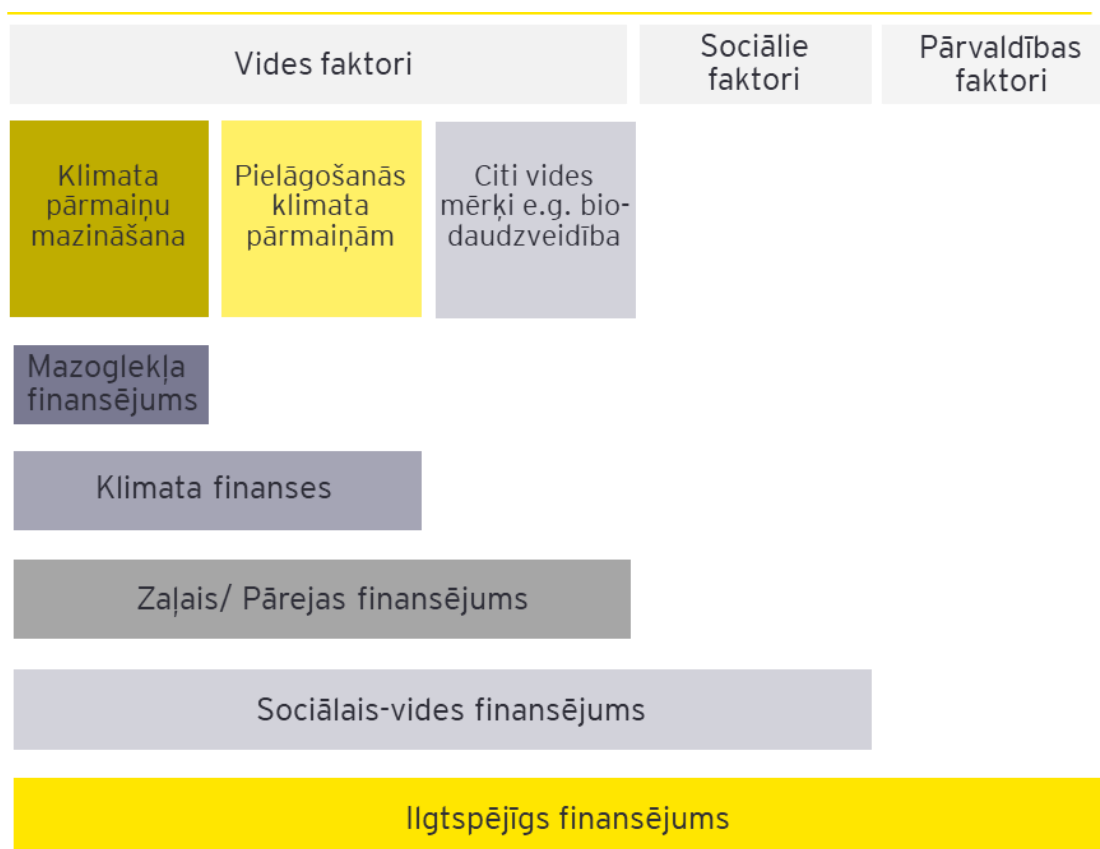 Vides faktori
Sociālie
faktori
Pārvaldības
faktori
Klimata
pārmaiņu
mazināšana
Pielāgošanās
klimata
pārmaiņām
Citi vides
mērķi e.g. bio-
daudzveidība
Mazoglekļa
finansējums
Klimata finanses
Zaļais/ Pārejas finansējums
Sociālais-vides finansējums
Ilgtspējīgs finansējums